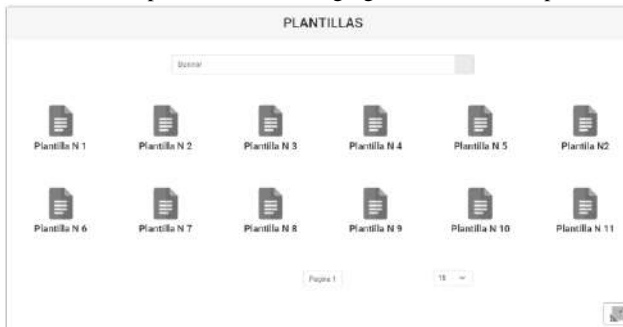 PLANTILLAS
Buscar
Plantilla N 1 Plantilla N 2 Plantilla N 3 Plantilla N 4 Plantilla N 5 Plantilla N2
Plantilla N 6 Plantilla N 7 Plantilla N 8 Plantilla N 9 Plantilla N 10 Plantilla N 11
Pagina 1